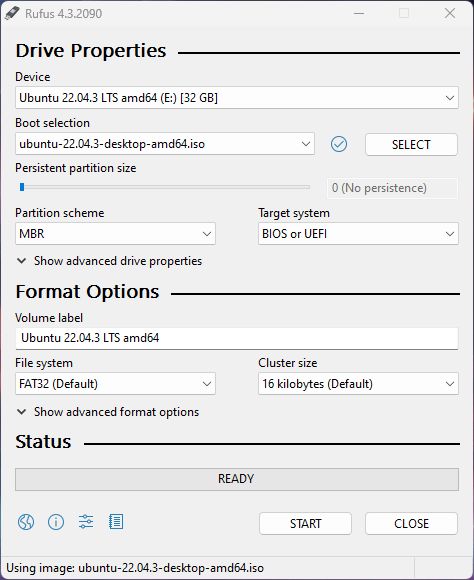 Rufus 4.3.2090
Drive Properties
Device
Ubuntu 22.04.3 LTS amd64 (E:) [32 GB]
Boot selection
ubuntu-22.04.3-desktop-amd64.iso
SELECT
Persistent partition size
0 (No persistence)
Partition scheme
Target system
MBR
BIOS or UEFI
Show advanced drive properties
Format Options
Volume label
Ubuntu 22.04.3 LTS amd64
File system
Cluster size
FAT32 (Default)
16 kilobytes (Default)
Show advanced format options
Status
READY
START
CLOSE
Using image: ubuntu-22.04.3-desktop-amd64.iso